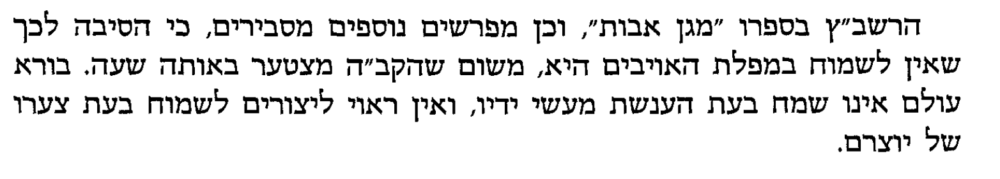 הרשב״ץ בספרו ״מגן אבות״, וכן מפרשים נוספים מסבירים, כי הסיבה לכך
שאין לשמוח במפלת האויבים היא, משום שהקב״ה מצטער באותה שעה. בורא
עולם אינו שמח בעת הענשת מעשי ידיו, ואין ראוי ליצורים לשמוח בעת צערו
של יוצרם.